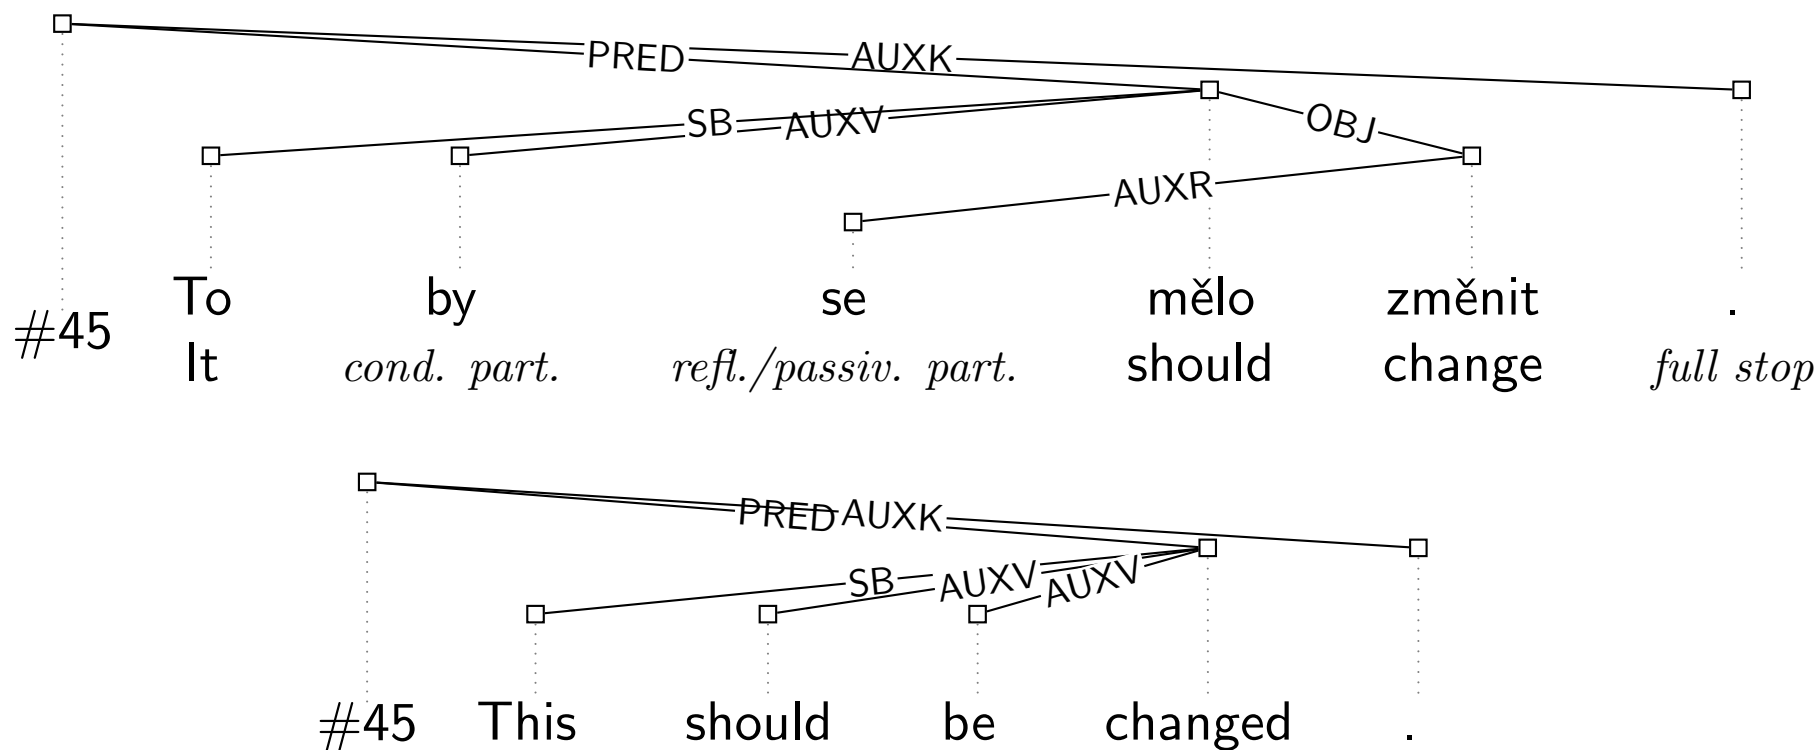 PRED AUXK
SB AUXV OBJ
AUXR
#45 To by se mělo změnit .
It cond. part. refl./passiv. part. should change full stop
PRED AUXK
SB AUXV AUXV
#45 This should be changed .